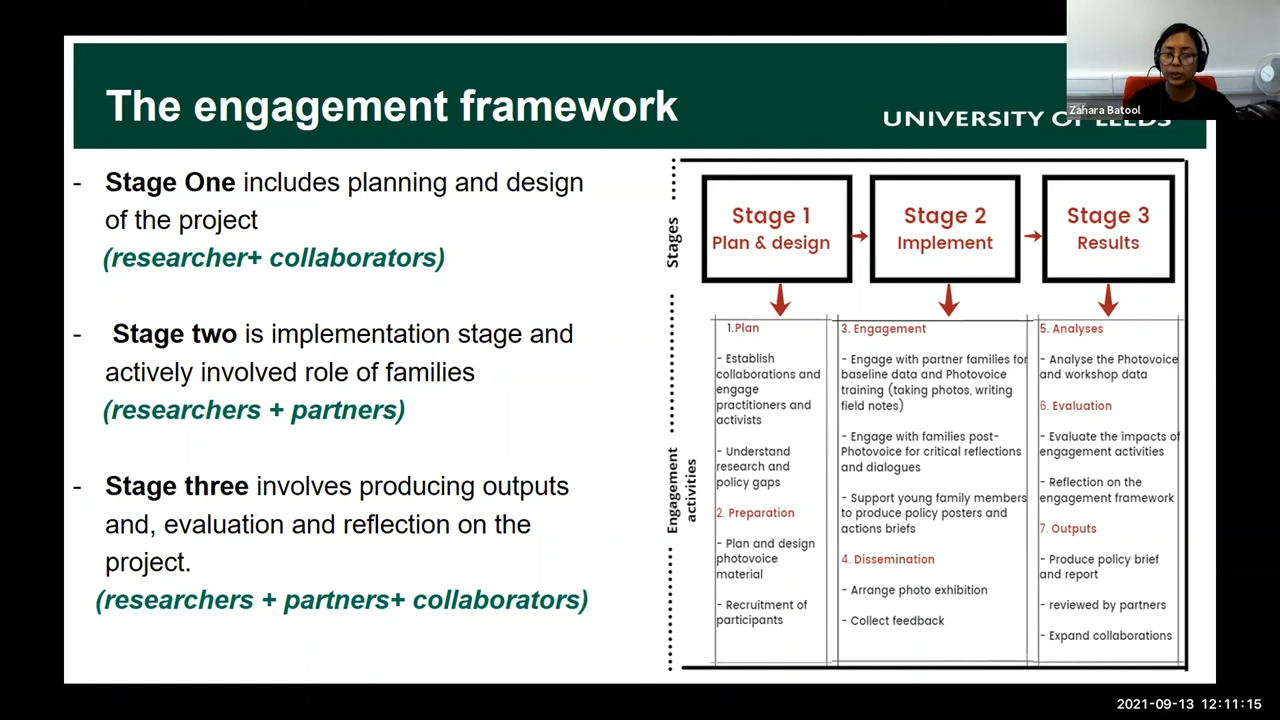 The engagement framework
UNIVERSITY OF LEEDS
Zahara Batool
- Stage One includes planning and design
of the project
(researcher+ collaborators)
- Stage two is implementation stage and
actively involved role of families
(researchers + partners)
- Stage three involves producing outputs
and, evaluation and reflection on the
project.
(researchers + partners+ collaborators)
Stages
Stage 1
Plan & design
Stage 2
Implement
Stage 3
Results
Engagement
activities
1.Plan
- Establish
collaborations and
engage
practitioners and
activists
- Understand
research and
policy gaps
2. Preparation
- Plan and design
photovoice
material
- Recruitment of
participants
3. Engagement
- Engage with partner families for
baseline data and Photovoice
training (taking photos, writing
field notes)
- Engage with families post-
Photovoice for critical reflections
and dialogues
- Support young family members
to produce policy posters and
actions briefs
4. Dissemination
- Arrange photo exhibition
- Collect feedback
5. Analyses
- Analyse the Photovoice
and workshop data
6. Evaluation
- Evaluate the impacts of
engagement activities
- Reflection on the
engagement framework
7. Outputs
- Produce policy brief
and report
- reviewed by partners
- Expand collaborations
2021-09-13 12:11:15